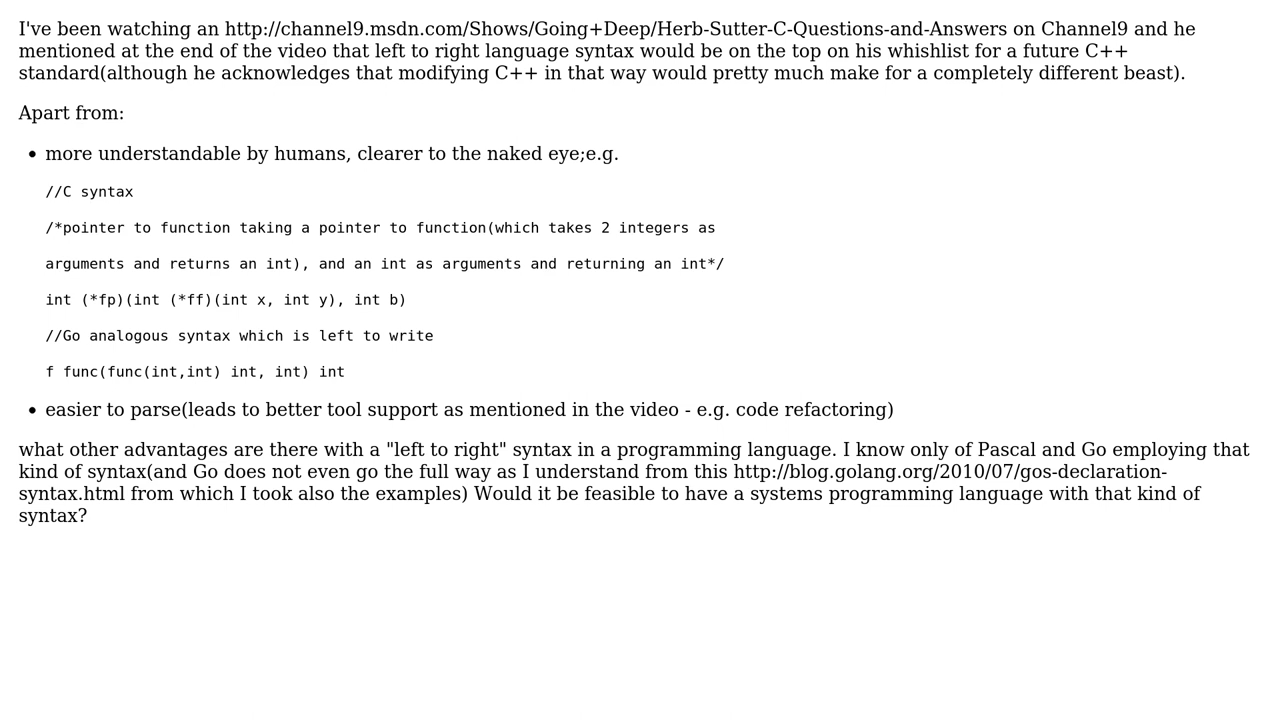 I've been watching an http://channel9.msdn.com/Shows/Going+Deep/Herb-Sutter-C-Questions-and-Answers on Channel9 and he
mentioned at the end of the video that left to right language syntax would be on the top on his whishlist for a future C++
standard(although he acknowledges that modifying C++ in that way would pretty much make for a completely different beast).
Apart from:
• more understandable by humans, clearer to the naked eye;e.g.
//C syntax
/*pointer to function taking a pointer to function(which takes 2 integers as
arguments and returns an int), and an int as arguments and returning an int*/
int (*fp)(int (*ff)(int x, int y), int b)
//Go analogous syntax which is left to write
f func(func(int,int) int, int) int
• easier to parse(leads to better tool support as mentioned in the video - e.g. code refactoring)
what other advantages are there with a "left to right" syntax in a programming language. I know only of Pascal and Go employing that
kind of syntax(and Go does not even go the full way as I understand from this http://blog.golang.org/2010/07/gos-declaration-
syntax.html from which I took also the examples) Would it be feasible to have a systems programming language with that kind of
syntax?